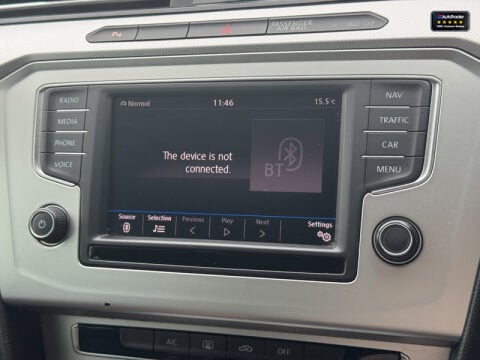 AutoTrader
P
PASSENGER
AIR BAG
RADIO
MEDIA
PHONE
VOICE
Normal
11:46
15.5°C
The device is not
connected.
BT
Source
Selection
Previous
Play
Next
Settings
NAV
TRAFFIC
CAR
MENU
A/C
OFF